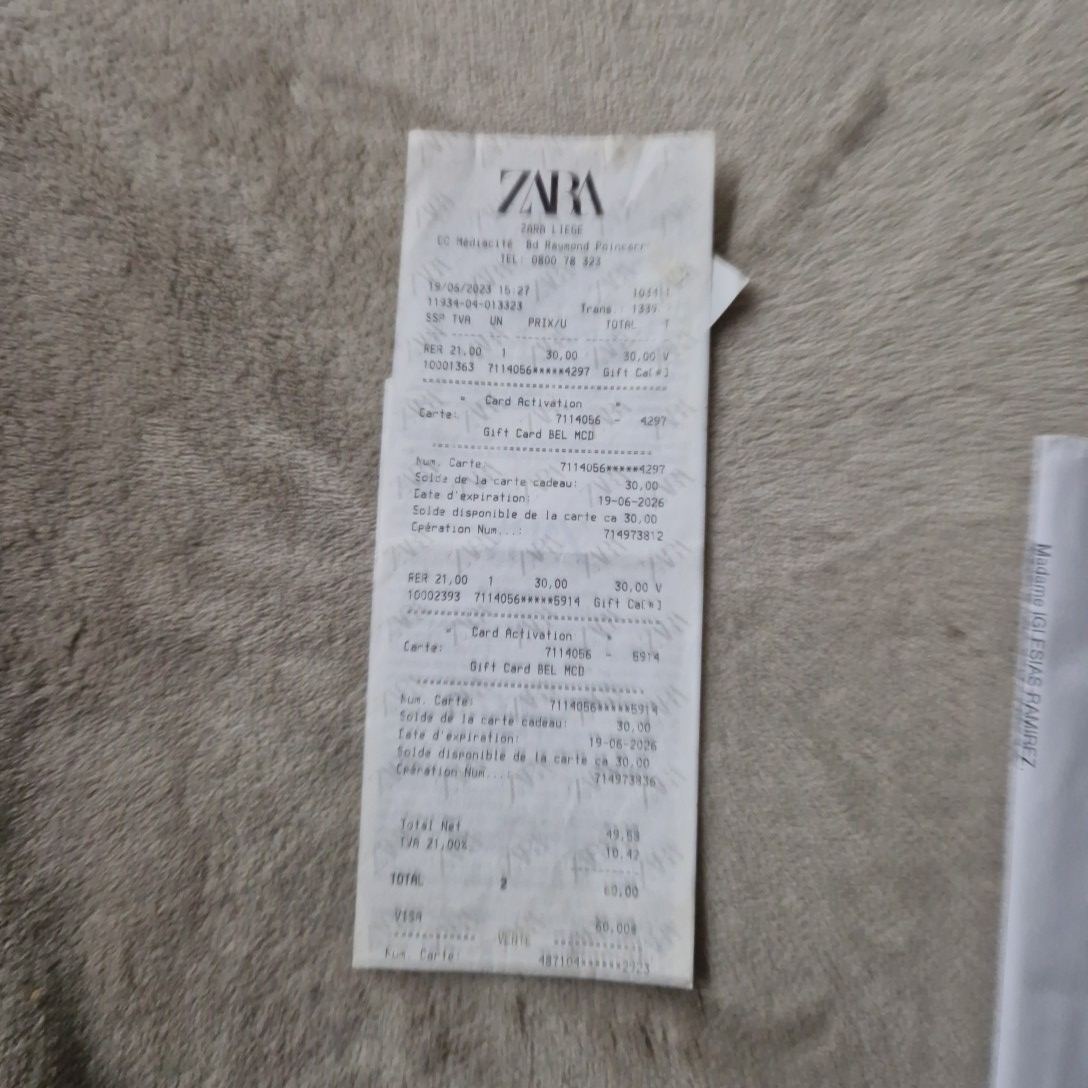 ZARA
ZARA LIEGE
CC Médiacité Bd Raymond Poincarr
TEL: 0800 78 323
19/06/2023 15:27
11934-04-013323 Trans.: 1339
SSP TVA UN PRIX/U TOTAL T
RER 21,00 1 30,00 30,00 V
10001363 7114056*****4297 Gift Ca[*]
* Card Activation *
Carte: 7114056 - 4297
Gift Card BEL MCD
Num. Carte: 7114056*****4297
Solde de la carte cadeau: 30,00
Date d'expiration: 19-06-2026
Solde disponible de la carte ca 30,00
Opération Num...: 714973812
RER 21,00 1 30,00 30,00 V
10002393 7114056*****5914 Gift Ca[*]
* Card Activation *
Carte: 7114056 - 5914
Gift Card BEL MCD
Num. Carte: 7114056*****5914
Solde de la carte cadeau: 30,00
Date d'expiration: 19-06-2026
Solde disponible de la carte ca 30,00
Opération Num...: 714973836
Total Net 49,59
TVA 21,00% 10,42
TOTAL 2 60,00
VISA 60,00
VENTE
Num. Carte: 487104******2923
Madame IGLESIAS RAMIREZ